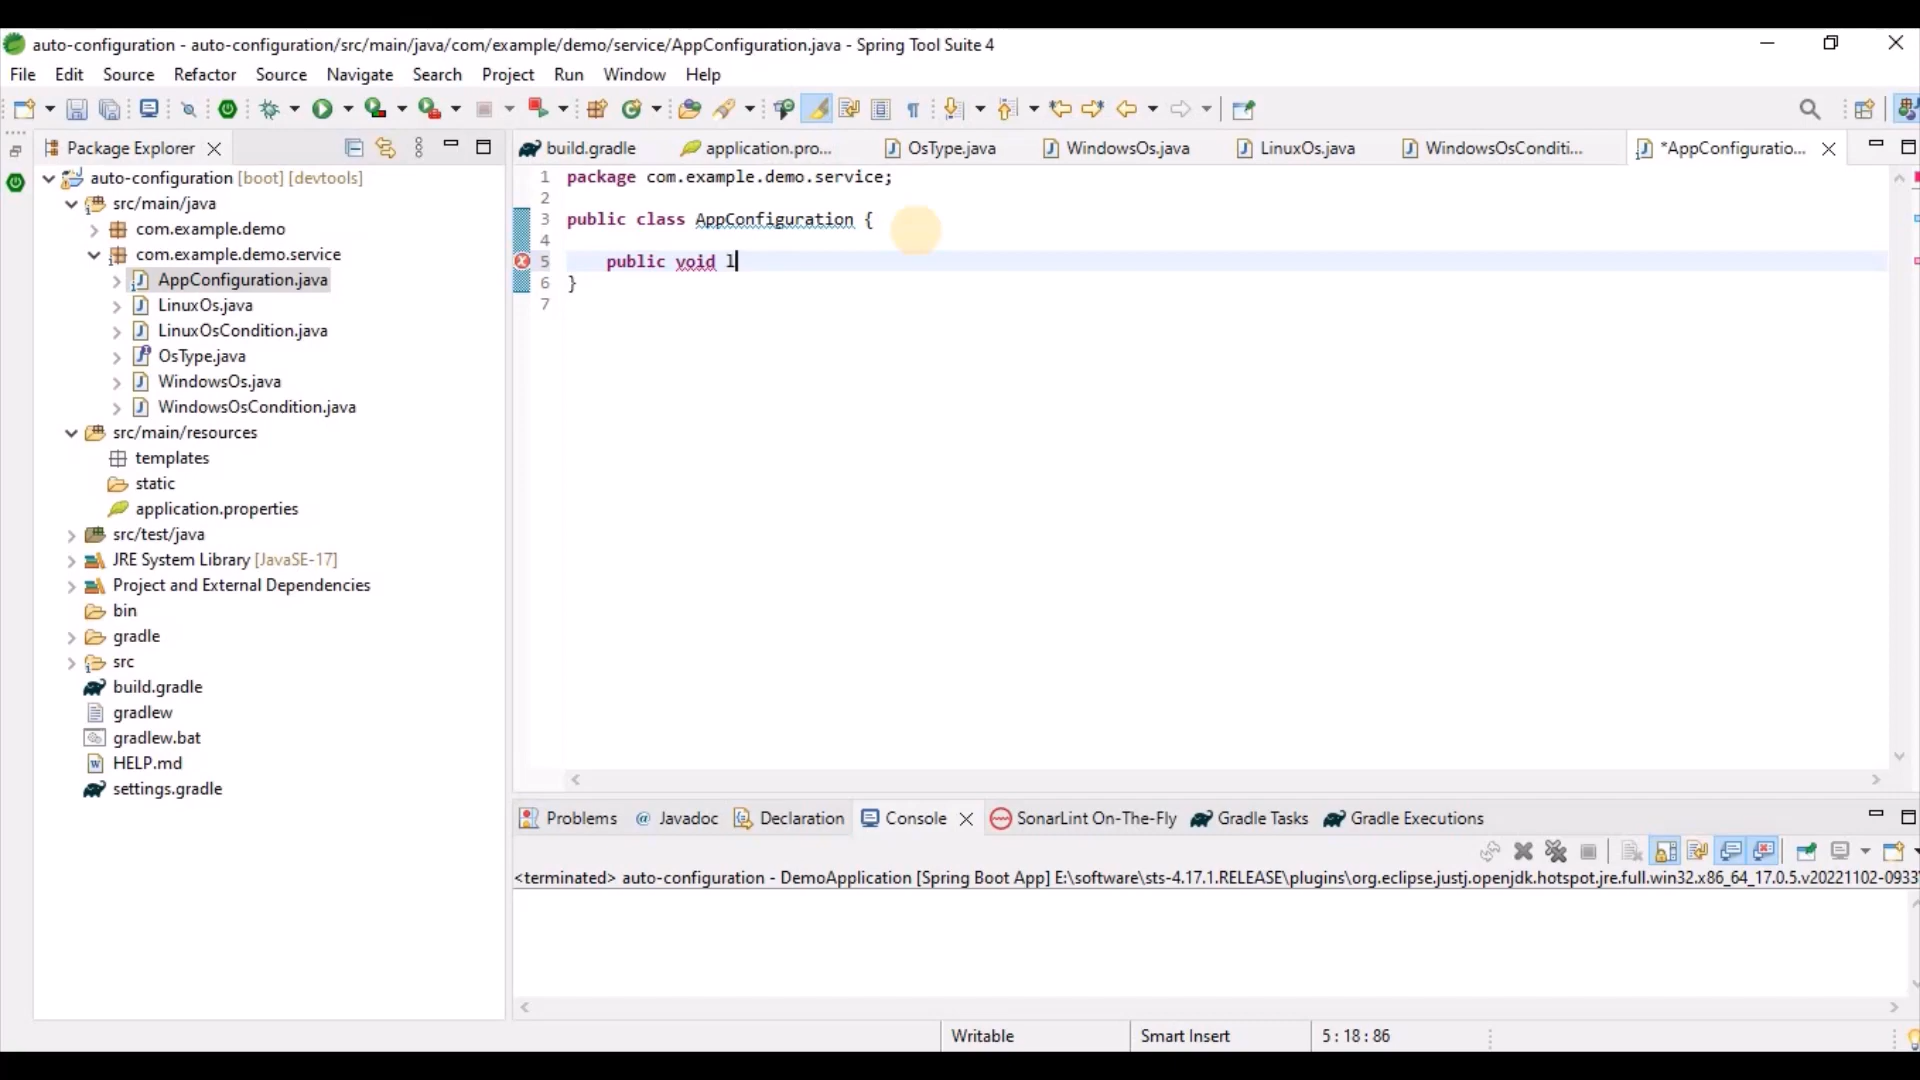 auto-configuration - auto-configuration/src/main/java/com/example/demo/service/AppConfiguration.java - Spring Tool Suite 4
File Edit Source Refactor Source Navigate Search Project Run Window Help
Package Explorer
build.gradle application.pro... OsType.java WindowsOs.java LinuxOs.java WindowsOsConditi... *AppConfiguratio...
auto-configuration [boot] [devtools]
src/main/java
com.example.demo
com.example.demo.service
AppConfiguration.java
LinuxOs.java
LinuxOsCondition.java
OsType.java
WindowsOs.java
WindowsOsCondition.java
src/main/resources
templates
static
application.properties
src/test/java
JRE System Library [JavaSE-17]
Project and External Dependencies
bin
gradle
src
build.gradle
gradlew
gradlew.bat
HELP.md
settings.gradle
1 package com.example.demo.service;
2
3 public class AppConfiguration {
4
5 public void l
6 }
7
Problems Javadoc Declaration Console SonarLint On-The-Fly Gradle Tasks Gradle Executions
<terminated> auto-configuration - DemoApplication [Spring Boot App] E:\software\sts-4.17.1.RELEASE\plugins\org.eclipse.justj.openjdk.hotspot.jre.full.win32.x86_64_17.0.5.v20221102-0933
Writable Smart Insert 5 : 18 : 86